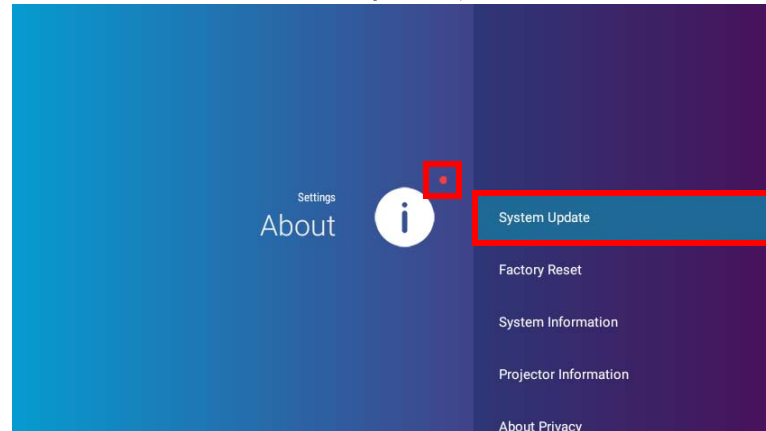 Settings
About
i
System Update
Factory Reset
System Information
Projector Information
About Privacy